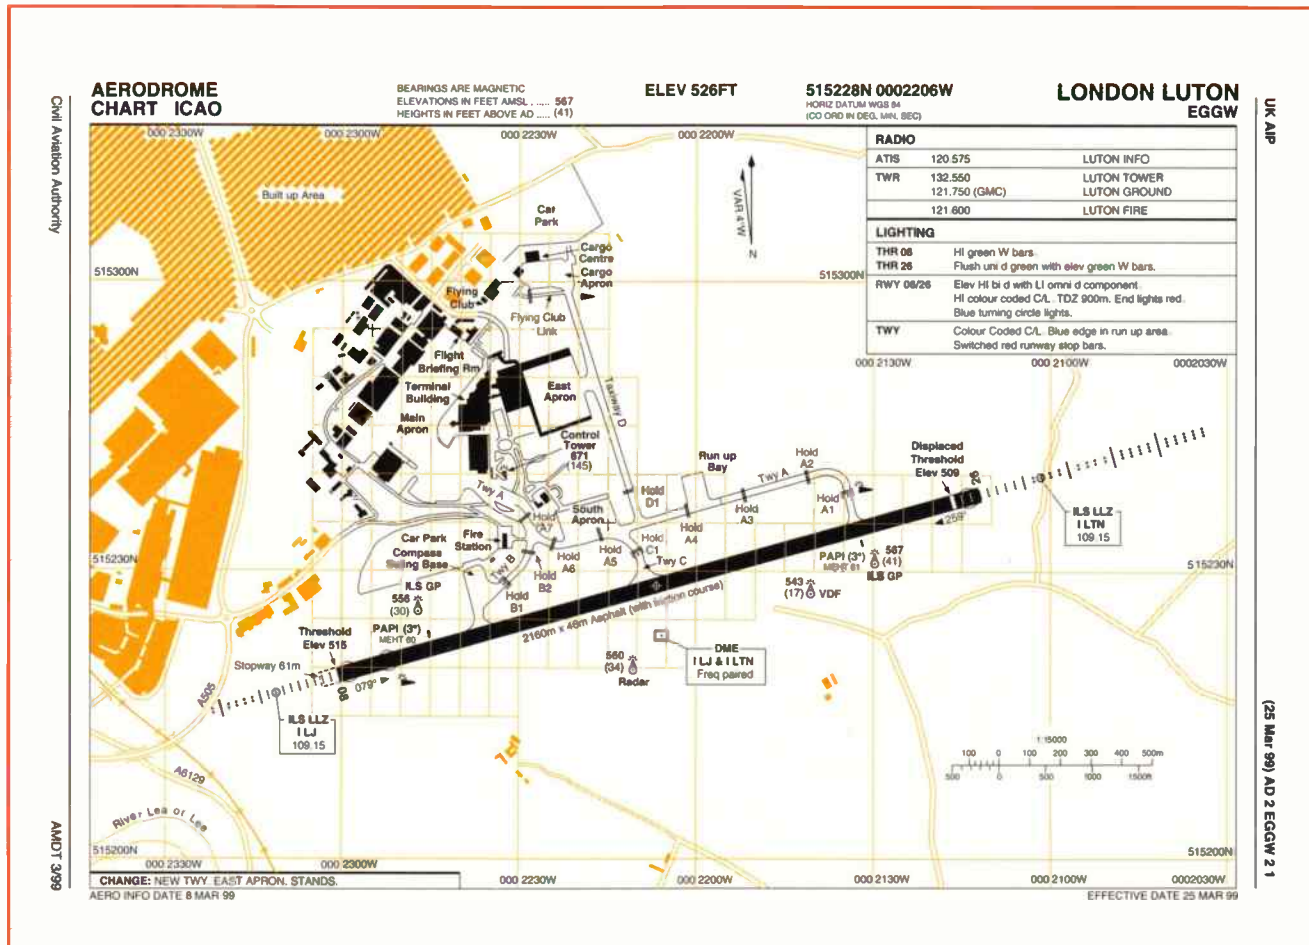 AERODROME
CHART ICAO
BEARINGS ARE MAGNETIC
ELEVATIONS IN FEET AMSL ...... 567
HEIGHTS IN FEET ABOVE AD .... (41)
ELEV 526FT
515228N 0002206W
HORIZ DATUM WGS 84
(CO ORD IN DEG, MIN, SEC)
LONDON LUTON
EGGW
Civil Aviation Authority
UK AIP
000 2330W
000 2300W
000 2230W
000 2200W
RADIO
ATIS 120.575 LUTON INFO
TWR 132.550 LUTON TOWER
121.750 (GMC) LUTON GROUND
121.600 LUTON FIRE
LIGHTING
THR 08 HI green W bars
THR 26 Flush uni d green with elev green W bars.
RWY 08/26 Elev HI bi d with LI omni d component
HI colour coded C/L TDZ 900m. End lights red
Blue turning circle lights.
TWY Colour Coded C/L Blue edge in run up area
Switched red runway stop bars.
Built up Area
VAR 4°W
N
Car
Park
Cargo
Centre
Cargo
Apron
515300N
515300N
Flying
Club
Flying Club
Link
Flight
Briefing Rm
Terminal
Building
East
Apron
Main
Apron
Taxiway D
000 2130W
000 2100W
0002030W
Control
Tower
671
(145)
Run up
Bay
Hold
A2
Twy A
Displaced
Threshold
Elev 509
26
Twy A
Hold
D1
Hold
A1
Hold
A3
Hold
A4
ILS LLZ
I LTN
109.15
259°
Hold
A7
South
Apron
Car Park
Fire
Station
Compass
Swing Base
Hold
C1
Twy C
Hold
A5
Hold
A6
Hold
B2
Twy B
Hold
B1
PAPI (3°)
MEHT 61
567
(41)
ILS GP
515230N
515230N
ILS GP
556
(30)
543
(17)
VDF
2160m x 46m Asphalt (with friction course)
PAPI (3°)
MEHT 60
Threshold
Elev 515
Stopway 61m
DME
I LJ & I LTN
Freq paired
560
(34)
Radar
08
079°
A505
ILS LLZ
I LJ
109.15
1:15000
100 0 100 200 300 400 500m
500 0 500 1000 1500ft
A6129
River Lea or Lee
515200N
515200N
000 2330W
000 2300W
000 2230W
000 2200W
000 2130W
000 2100W
0002030W
CHANGE: NEW TWY. EAST APRON. STANDS.
AERO INFO DATE 8 MAR 99
EFFECTIVE DATE 25 MAR 99
AMDT 3/99
(25 Mar 99) AD 2 EGGW 2 1